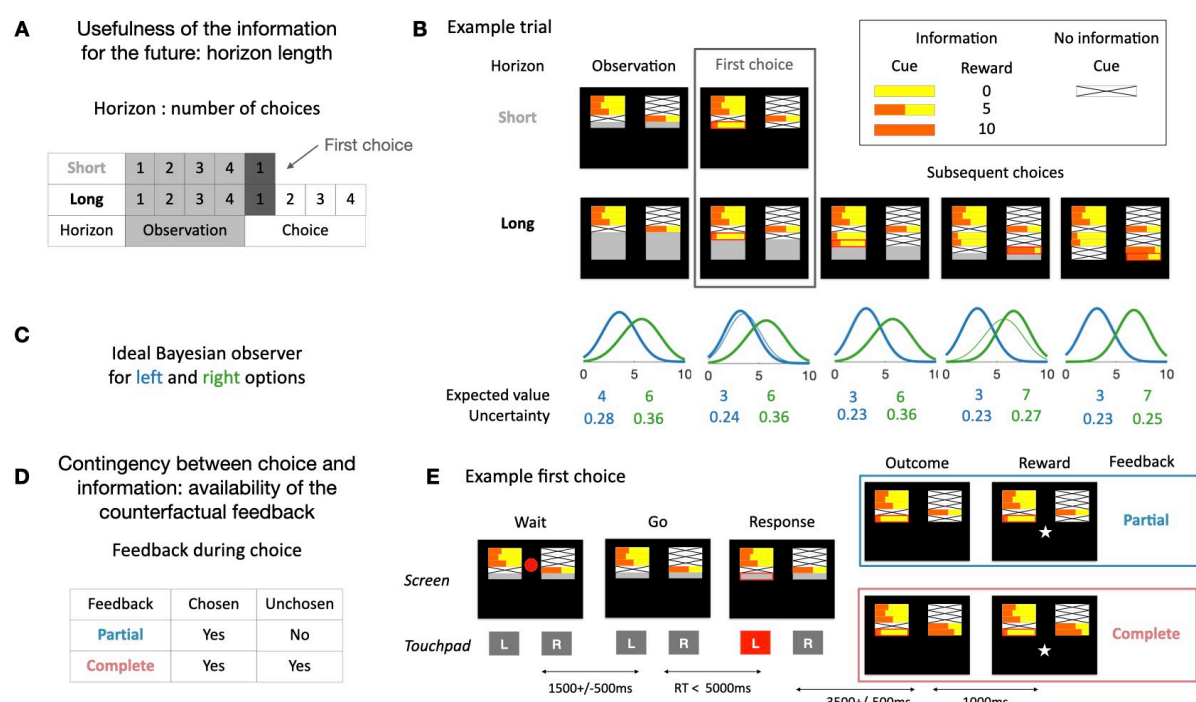 A
Usefulness of the information
for the future: horizon length
Horizon : number of choices
First choice
Short 1 2 3 4 1
Long 1 2 3 4 1 2 3 4
Horizon Observation Choice
B Example trial
Horizon Observation First choice
Short
Long
Subsequent choices
Information No information
Cue Reward Cue
0
5
10
C
Ideal Bayesian observer
for left and right options
0 5 10 0 5 10 0 5 10 0 5 10 0 5 10
Expected value 4 6 3 6 3 6 3 7 3 7
Uncertainty 0.28 0.36 0.24 0.36 0.23 0.36 0.23 0.27 0.23 0.25
D
Contingency between choice and
information: availability of the
counterfactual feedback
Feedback during choice
Feedback Chosen Unchosen
Partial Yes No
Complete Yes Yes
E Example first choice
Wait Go Response
Outcome Reward Feedback
Screen
Partial
Complete
Touchpad L R L R L R
1500+/-500ms RT < 5000ms
3500+/-500ms 1000ms